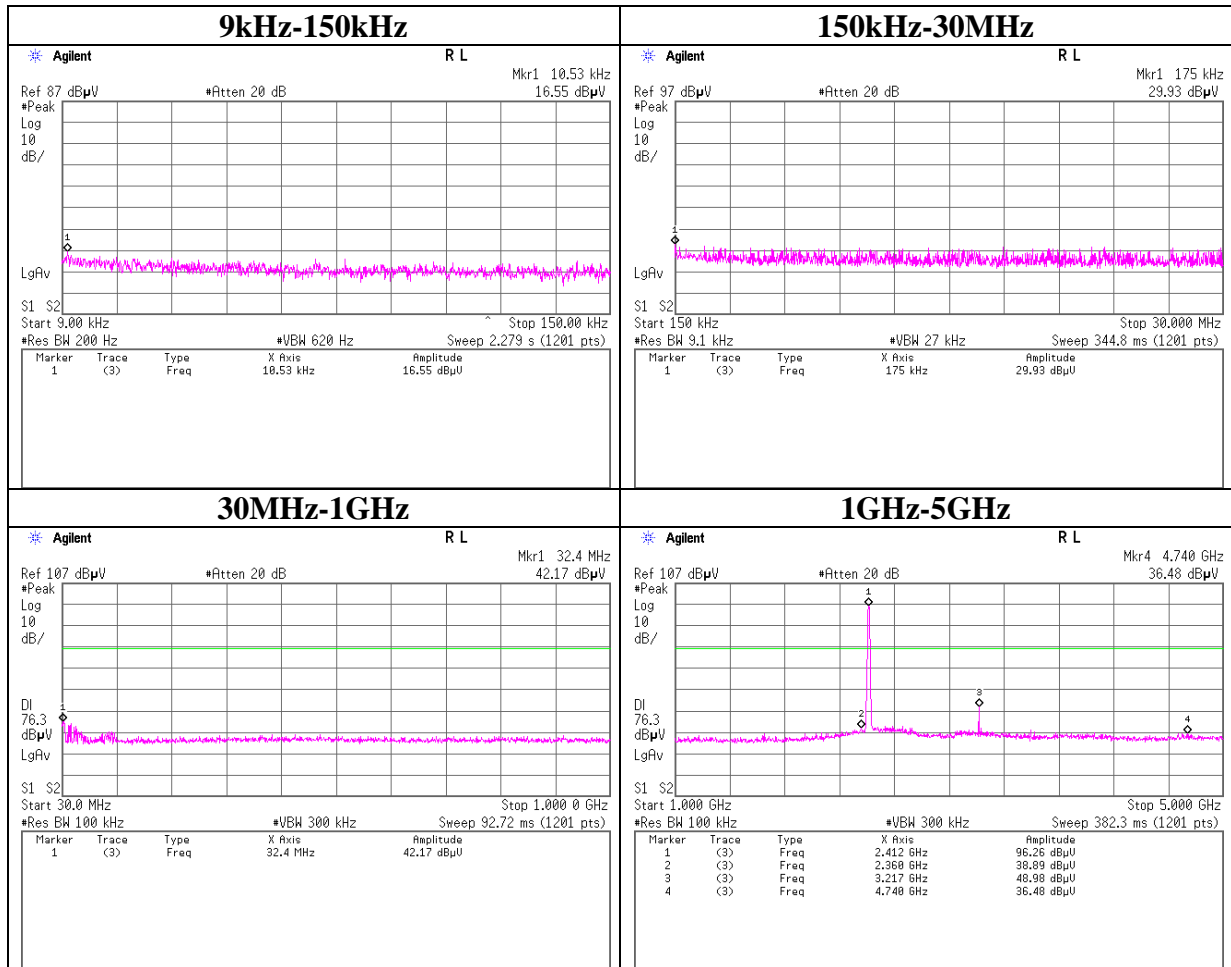 9kHz-150kHz
Agilent R L
Mkr1 10.53 kHz
Ref 87 dBµV #Atten 20 dB 16.55 dBµV
#Peak
Log
10
dB/
1
LgAv
S1 S2
Start 9.00 kHz ^ Stop 150.00 kHz
#Res BW 200 Hz #VBW 620 Hz Sweep 2.279 s (1201 pts)
Marker Trace Type X Axis Amplitude
1 (3) Freq 10.53 kHz 16.55 dBµV
150kHz-30MHz
Agilent R L
Mkr1 175 kHz
Ref 97 dBµV #Atten 20 dB 29.93 dBµV
#Peak
Log
10
dB/
1
LgAv
S1 S2
Start 150 kHz Stop 30.000 MHz
#Res BW 9.1 kHz #VBW 27 kHz Sweep 344.8 ms (1201 pts)
Marker Trace Type X Axis Amplitude
1 (3) Freq 175 kHz 29.93 dBµV
30MHz-1GHz
Agilent R L
Mkr1 32.4 MHz
Ref 107 dBµV #Atten 20 dB 42.17 dBµV
#Peak
Log
10
dB/
DI
1
76.3
dBµV
LgAv
S1 S2
Start 30.0 MHz Stop 1.000 0 GHz
#Res BW 100 kHz #VBW 300 kHz Sweep 92.72 ms (1201 pts)
Marker Trace Type X Axis Amplitude
1 (3) Freq 32.4 MHz 42.17 dBµV
1GHz-5GHz
Agilent R L
Mkr4 4.740 GHz
Ref 107 dBµV #Atten 20 dB 36.48 dBµV
#Peak
1
Log
10
dB/
3
DI
2
4
76.3
dBµV
LgAv
S1 S2
Start 1.000 GHz Stop 5.000 GHz
#Res BW 100 kHz #VBW 300 kHz Sweep 382.3 ms (1201 pts)
Marker Trace Type X Axis Amplitude
1 (3) Freq 2.412 GHz 96.26 dBµV
2 (3) Freq 2.360 GHz 38.89 dBµV
3 (3) Freq 3.217 GHz 48.98 dBµV
4 (3) Freq 4.740 GHz 36.48 dBµV